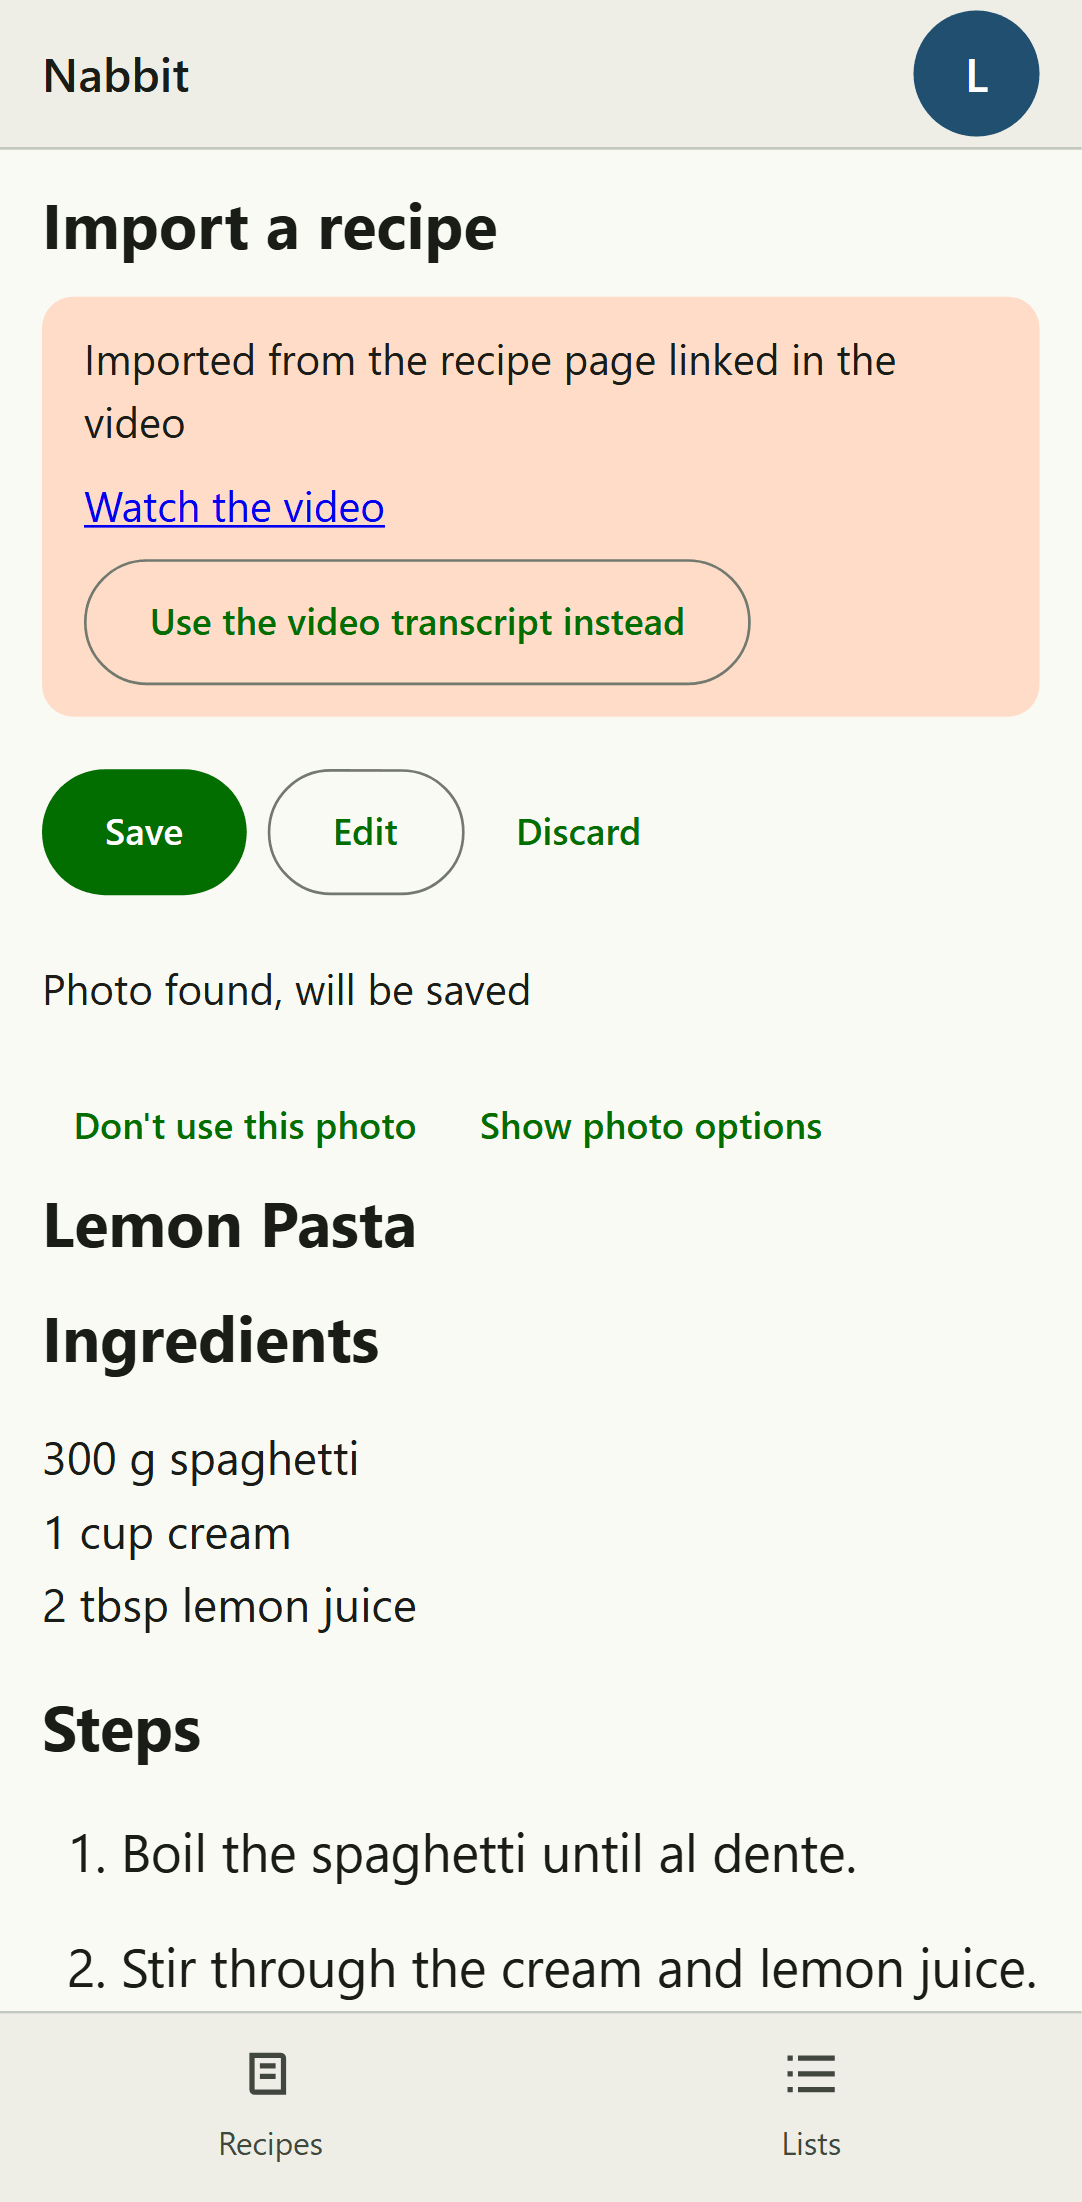 Nabbit
L
Import a recipe
Imported from the recipe page linked in the
video
Watch the video
Use the video transcript instead
Save
Edit
Discard
Photo found, will be saved
Don't use this photo
Show photo options
Lemon Pasta
Ingredients
300 g spaghetti
1 cup cream
2 tbsp lemon juice
Steps
1. Boil the spaghetti until al dente.
2. Stir through the cream and lemon juice.
Recipes
Lists